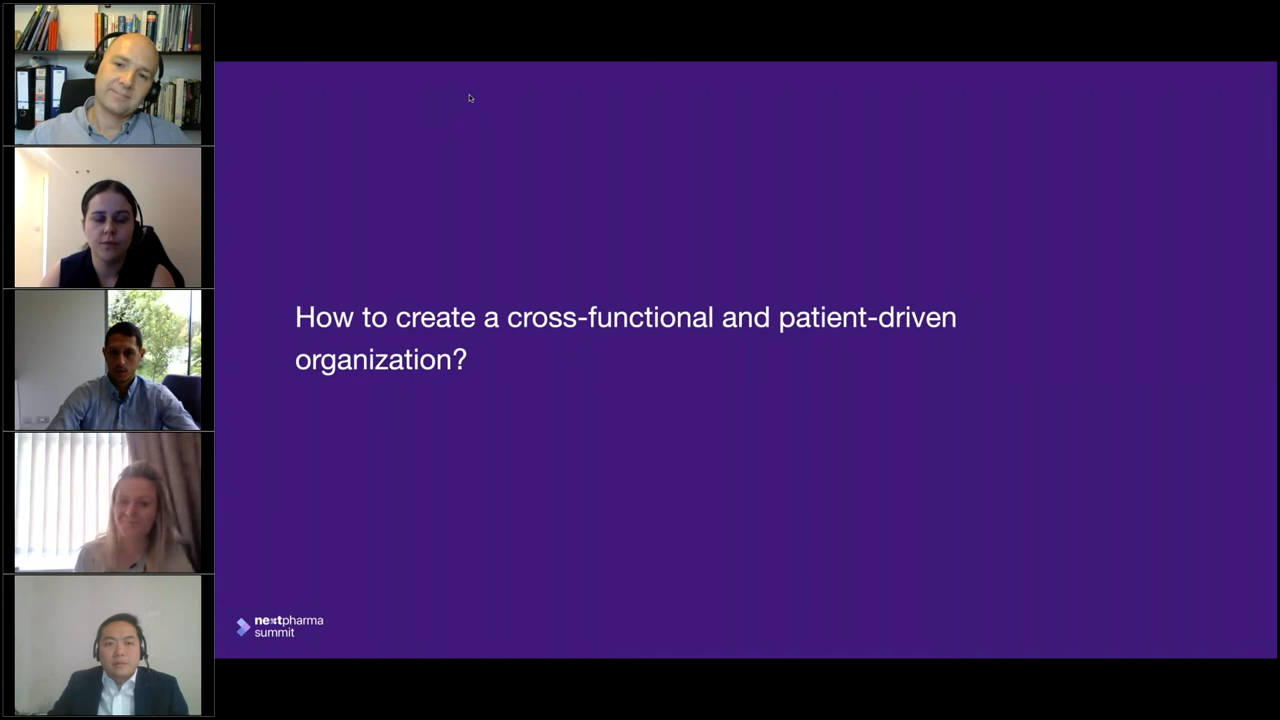 How to create a cross-functional and patient-driven
organization?
nextpharma
summit